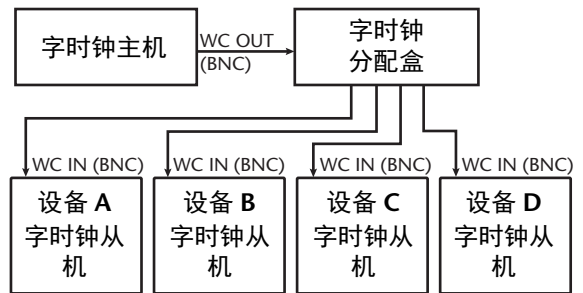 字时钟主机
WC OUT
(BNC)
字时钟
分配盒
WC IN (BNC)
WC IN (BNC)
WC IN (BNC)
WC IN (BNC)
设备 A
字时钟从
机
设备 B
字时钟从
机
设备 C
字时钟从
机
设备 D
字时钟从
机